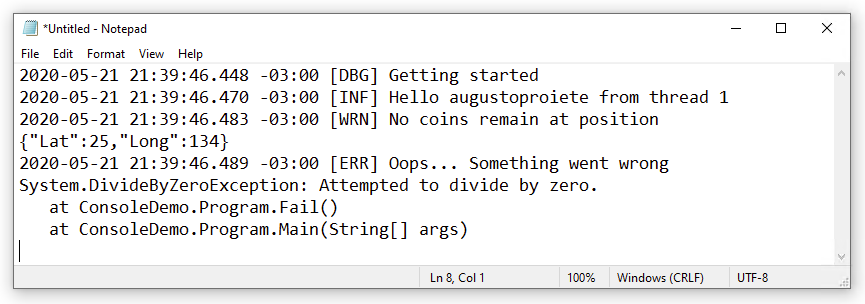 *Untitled - Notepad
File Edit Format View Help
2020-05-21 21:39:46.448 -03:00 [DBG] Getting started
2020-05-21 21:39:46.470 -03:00 [INF] Hello augustoproiete from thread 1
2020-05-21 21:39:46.483 -03:00 [WRN] No coins remain at position
{"Lat":25,"Long":134}
2020-05-21 21:39:46.489 -03:00 [ERR] Oops... Something went wrong
System.DivideByZeroException: Attempted to divide by zero.
   at ConsoleDemo.Program.Fail()
   at ConsoleDemo.Program.Main(String[] args)
Ln 8, Col 1 100% Windows (CRLF) UTF-8